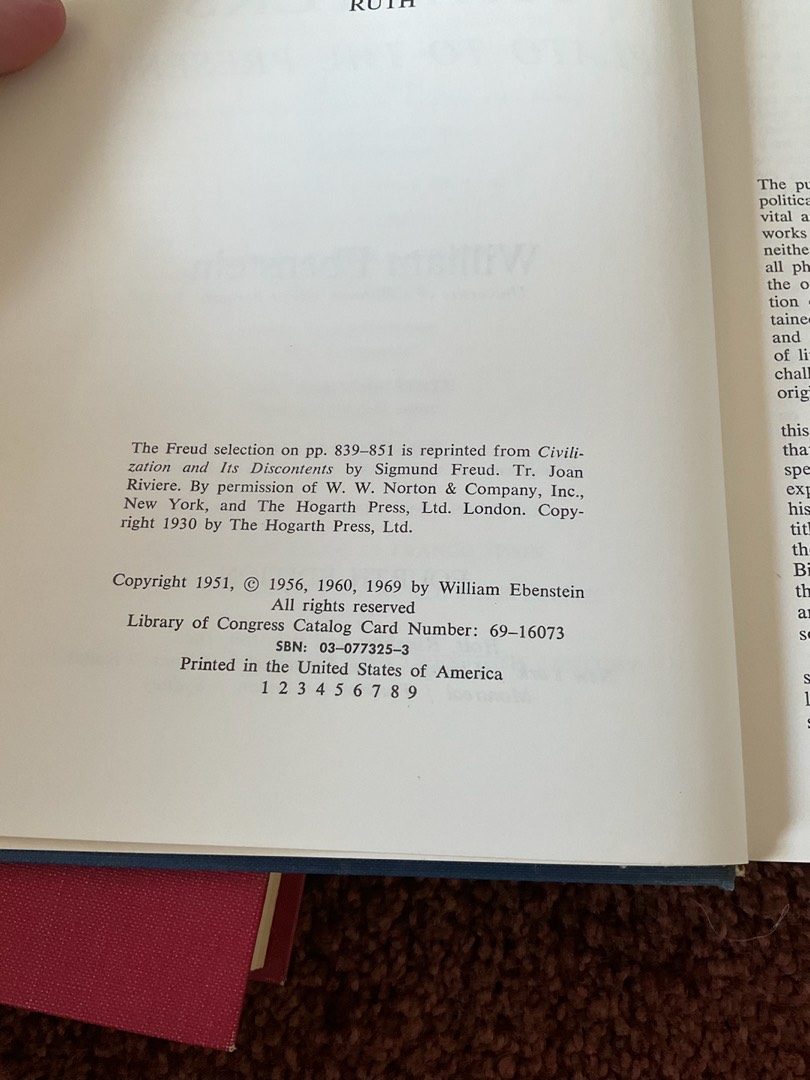 RUTH
The Freud selection on pp. 839–851 is reprinted from Civili-
zation and Its Discontents by Sigmund Freud. Tr. Joan
Riviere. By permission of W. W. Norton & Company, Inc.,
New York, and The Hogarth Press, Ltd. London. Copy-
right 1930 by The Hogarth Press, Ltd.
Copyright 1951, © 1956, 1960, 1969 by William Ebenstein
All rights reserved
Library of Congress Catalog Card Number: 69–16073
SBN: 03–077325–3
Printed in the United States of America
1 2 3 4 5 6 7 8 9
The pu
politica
vital a
works
neithe
all ph
the o
tion
taine
and
of li
chall
orig
this
tha
spe
exp
his
titl
the
Bi
th
a
s
s
l
s